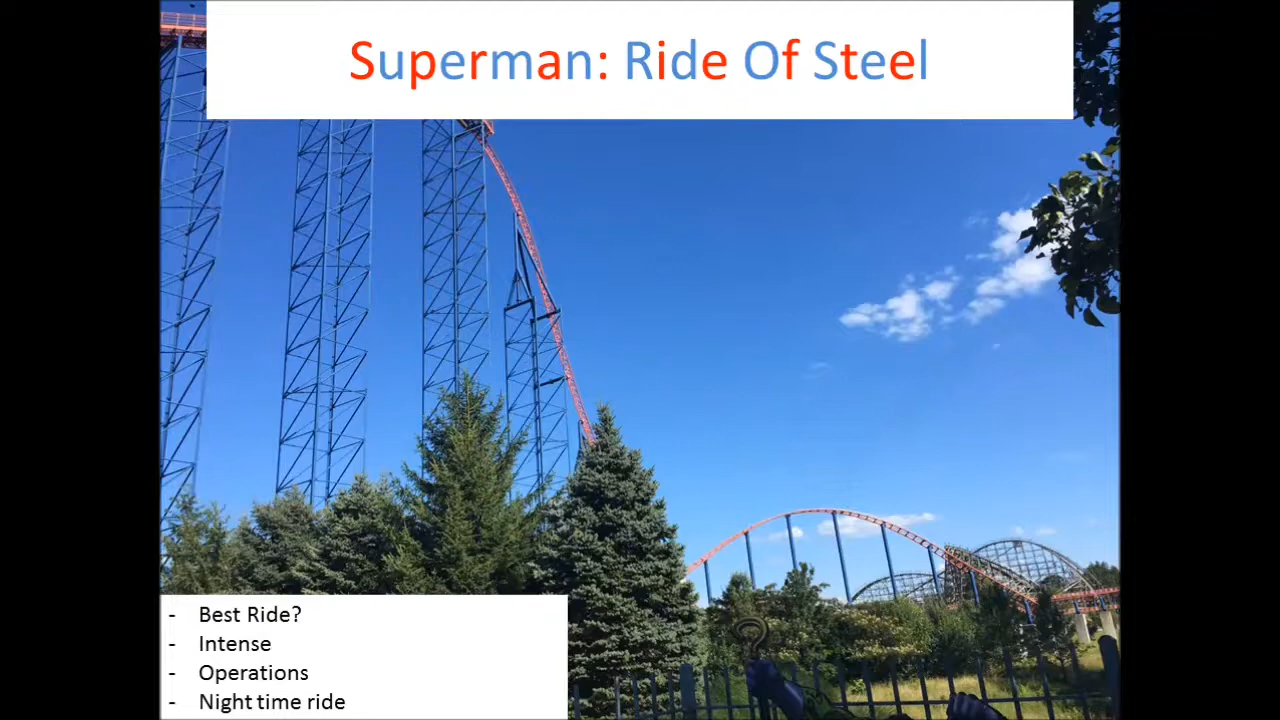 Superman: Ride Of Steel
- Best Ride?
- Intense
- Operations
- Night time ride